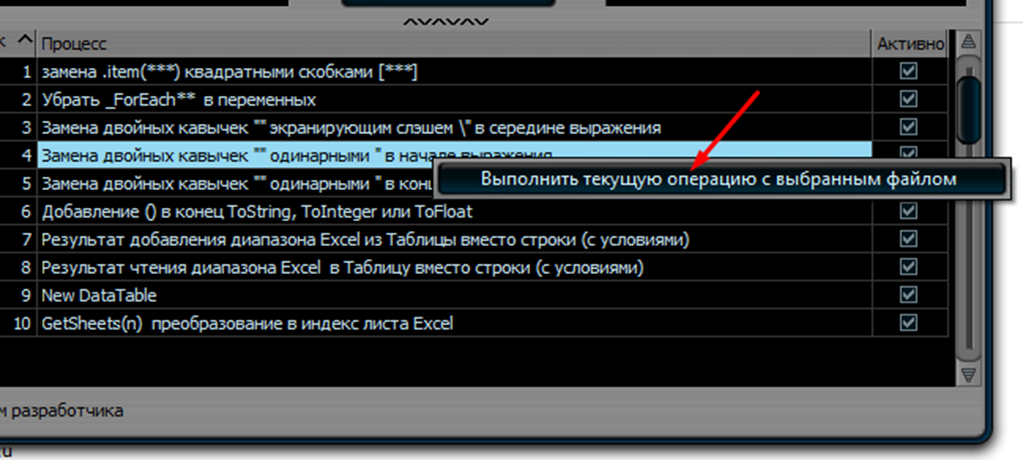 к Процесс Активно
1 замена .item(***) квадратными скобками [***]
2 Убрать _ForEach** в переменных
3 Замена двойных кавычек "" экранирующим слэшем \" в середине выражения
4 Замена двойных кавычек "" одинарными " в начале выражения
Выполнить текущую операцию с выбранным файлом
5 Замена двойных кавычек "" одинарными " в конц
6 Добавление () в конец ToString, ToInteger или ToFloat
7 Результат добавления диапазона Excel из Таблицы вместо строки (с условиями)
8 Результат чтения диапазона Excel в Таблицу вместо строки (с условиями)
9 New DataTable
10 GetSheets(n) преобразование в индекс листа Excel
м разработчика